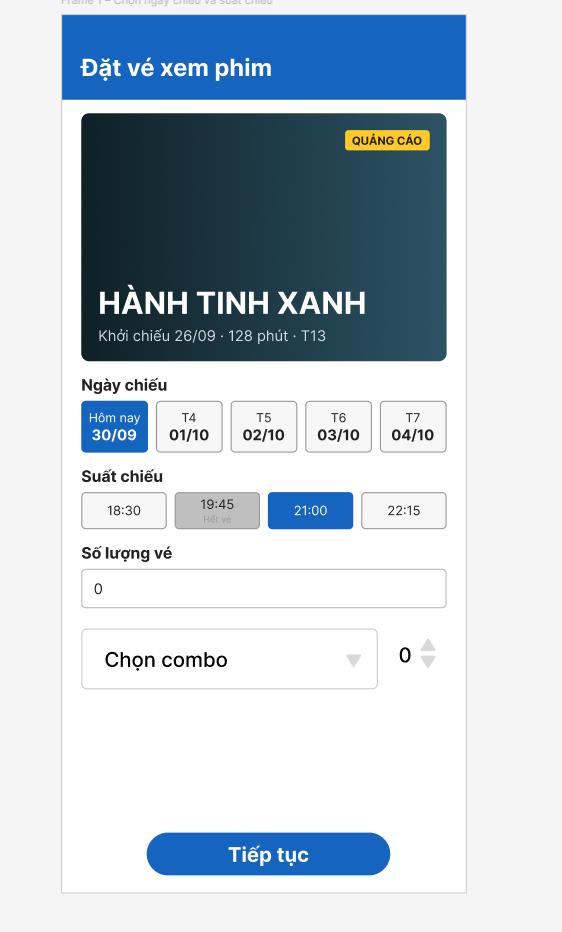 Frame 1 – Chọn ngày chiếu và suất chiếu
Đặt vé xem phim
QUẢNG CÁO
HÀNH TINH XANH
Khởi chiếu 26/09 · 128 phút · T13
Ngày chiếu
Hôm nay T4 T5 T6 T7
30/09 01/10 02/10 03/10 04/10
Suất chiếu
18:30 19:45 21:00 22:15
Hết vé
Số lượng vé
0
Chọn combo 0
Tiếp tục